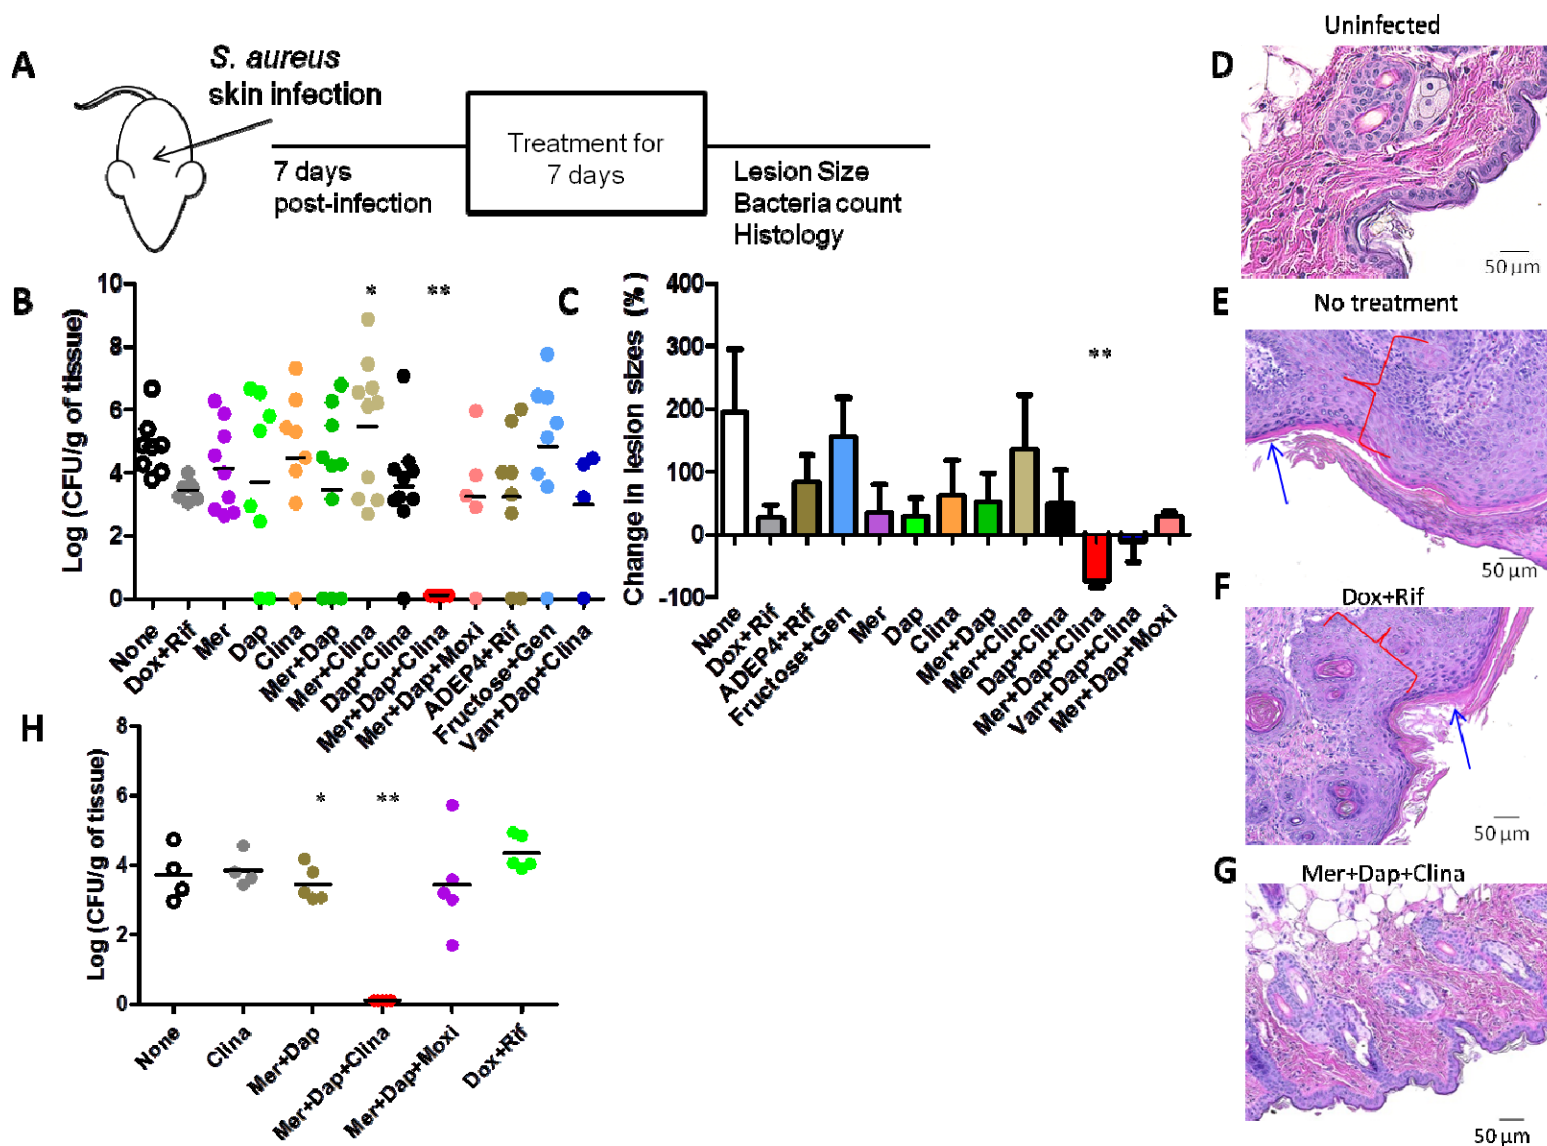 A
S. aureus
skin infection
7 days
post-infection
Treatment for
7 days
Lesion Size
Bacteria count
Histology
B
Log (CFU/g of tissue)
10
8
6
4
2
0
*
**
None
Dox+Rif
Mer
Dap
Clina
Mer+Dap
Mer+Clina
Dap+Clina
Mer+Dap+Clina
Mer+Dap+Moxi
ADEP4+Rif
Fructose+Gen
Van+Dap+Clina
C
Change in lesion sizes (%)
400
300
200
100
0
-100
**
None
Dox+Rif
ADEP4+Rif
Fructose+Gen
Mer
Dap
Clina
Mer+Dap
Mer+Clina
Dap+Clina
Mer+Dap+Clina
Van+Dap+Clina
Mer+Dap+Moxi
D
Uninfected
50 µm
E
No treatment
50 µm
F
Dox+Rif
50 µm
G
Mer+Dap+Clina
50 µm
H
Log (CFU/g of tissue)
8
6
4
2
0
*
**
None
Clina
Mer+Dap
Mer+Dap+Clina
Mer+Dap+Moxi
Dox+Rif